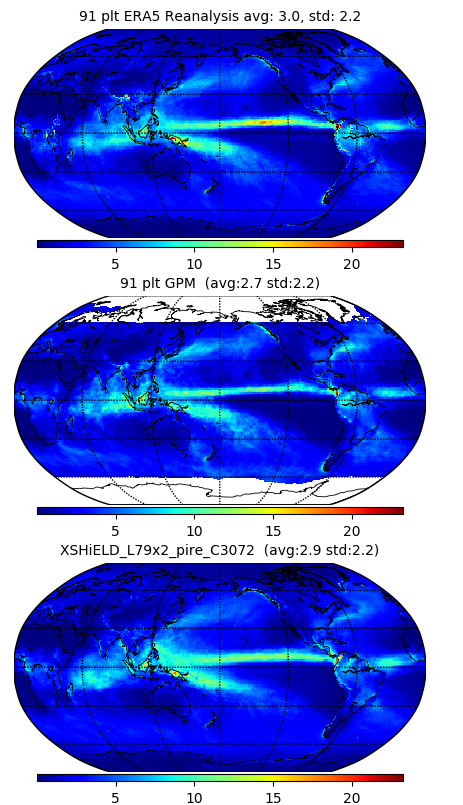 91 plt ERA5 Reanalysis avg: 3.0, std: 2.2
5 10 15 20
91 plt GPM (avg:2.7 std:2.2)
5 10 15 20
XSHiELD_L79x2_pire_C3072 (avg:2.9 std:2.2)
5 10 15 20